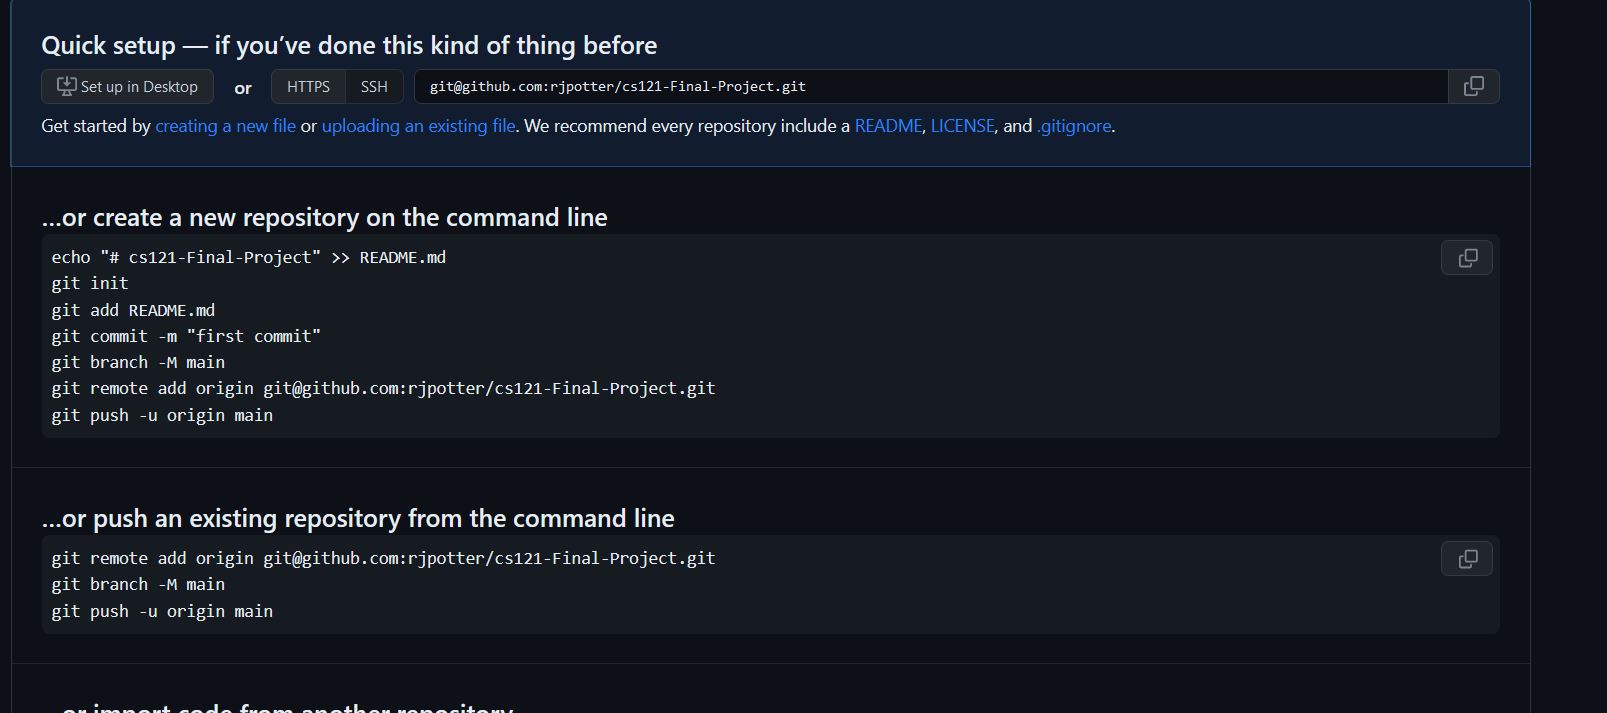 Quick setup — if you’ve done this kind of thing before
Set up in Desktop or HTTPS SSH git@github.com:rjpotter/cs121-Final-Project.git
Get started by creating a new file or uploading an existing file. We recommend every repository include a README, LICENSE, and .gitignore.
…or create a new repository on the command line
echo "# cs121-Final-Project" >> README.md
git init
git add README.md
git commit -m "first commit"
git branch -M main
git remote add origin git@github.com:rjpotter/cs121-Final-Project.git
git push -u origin main
…or push an existing repository from the command line
git remote add origin git@github.com:rjpotter/cs121-Final-Project.git
git branch -M main
git push -u origin main
…or import code from another repository